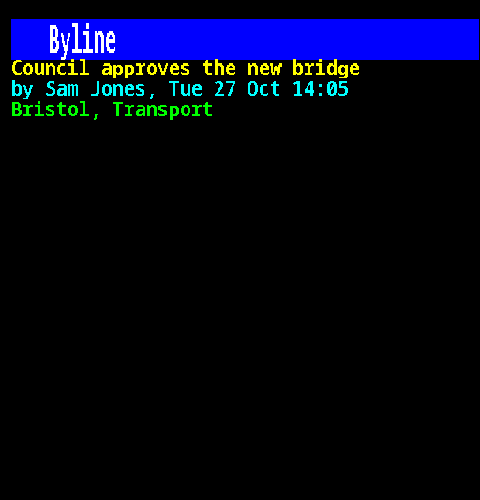 Byline
Council approves the new bridge
by Sam Jones, Tue 27 Oct 14:05
Bristol, Transport